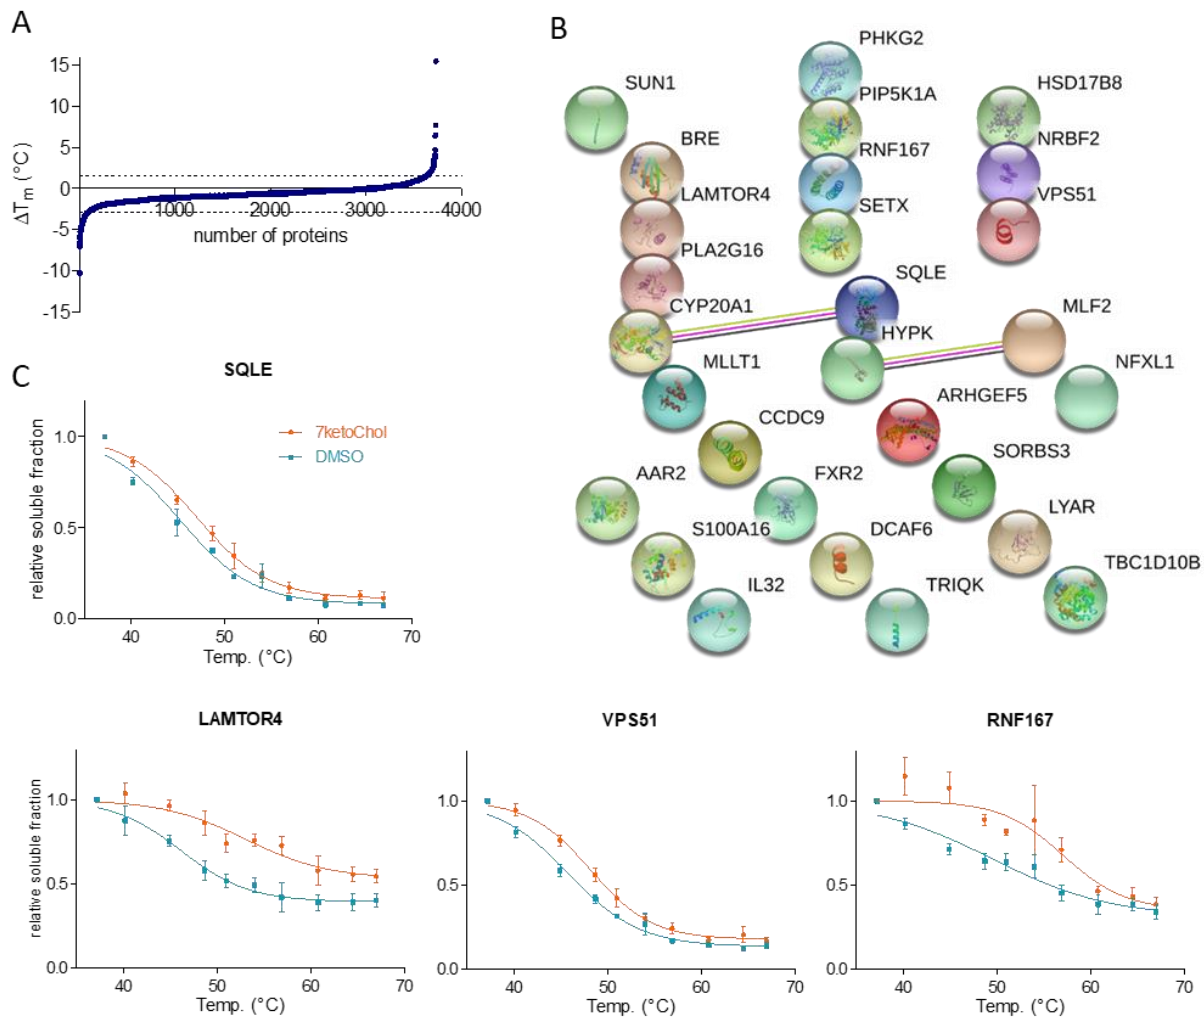 A
15
10
5
0
-5
-10
-15
ΔTm (°C)
1000
2000
3000
4000
number of proteins
B
SUN1
BRE
LAMTOR4
PLA2G16
CYP20A1
MLLT1
PHKG2
PIP5K1A
RNF167
SETX
SQLE
HYPK
HSD17B8
NRBF2
VPS51
MLF2
NFXL1
ARHGEF5
CCDC9
SORBS3
AAR2
FXR2
LYAR
S100A16
DCAF6
TBC1D10B
IL32
TRIQK
C
SQLE
7ketoChol
DMSO
relative soluble fraction
1.0
0.5
0.0
40
50
60
70
Temp. (°C)
LAMTOR4
relative soluble fraction
1.0
0.5
0.0
40
50
60
70
Temp. (°C)
VPS51
1.0
0.5
0.0
40
50
60
70
Temp. (°C)
RNF167
1.0
0.5
0.0
40
50
60
70
Temp. (°C)